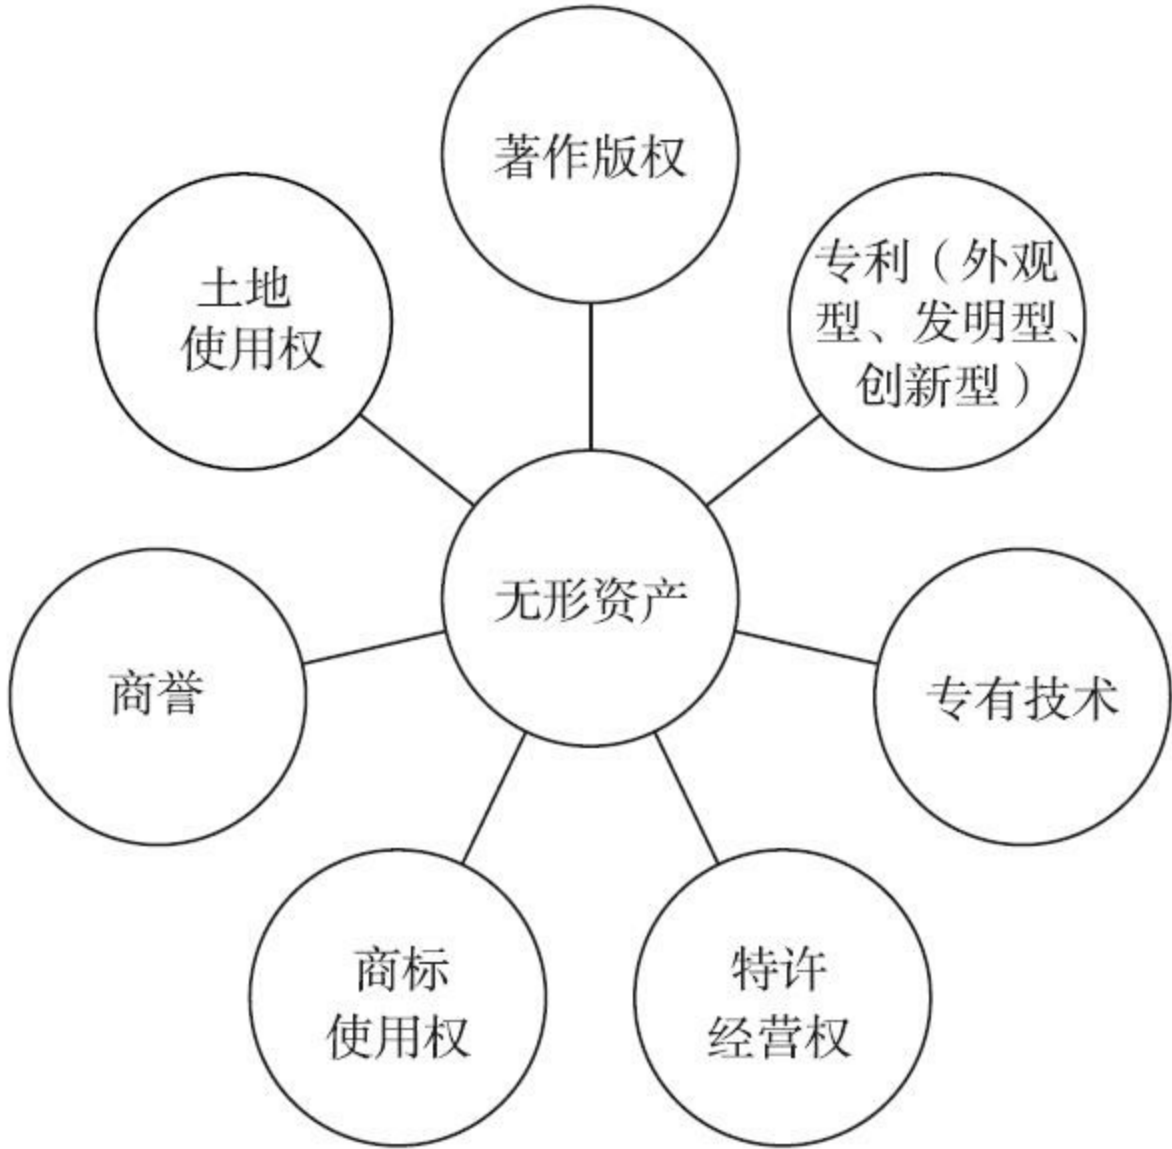 著作版权
专利（外观
型、发明型、
创新型）
土地
使用权
无形资产
商誉
专有技术
商标
使用权
特许
经营权